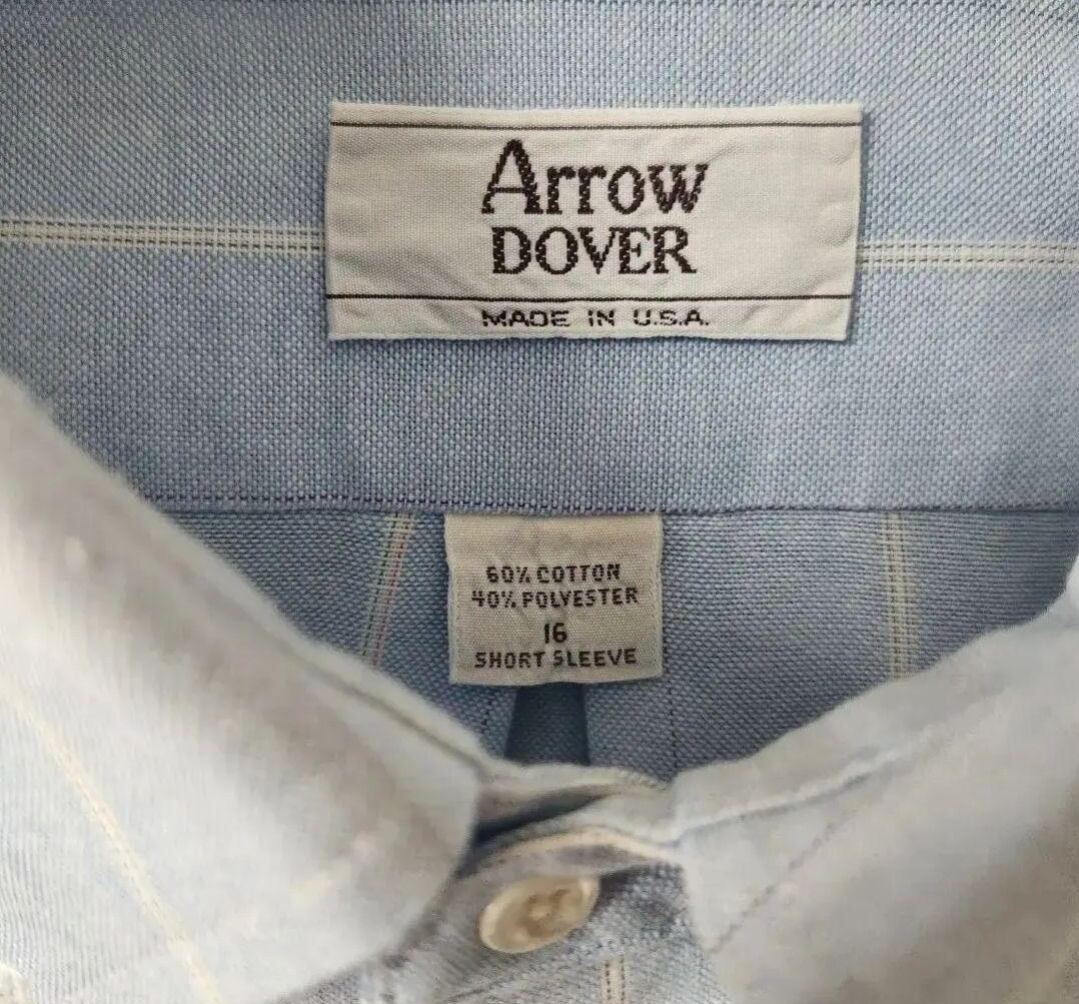 Arrow
DOVER
MADE IN U.S.A.
60% COTTON
40% POLYESTER
16
SHORT SLEEVE